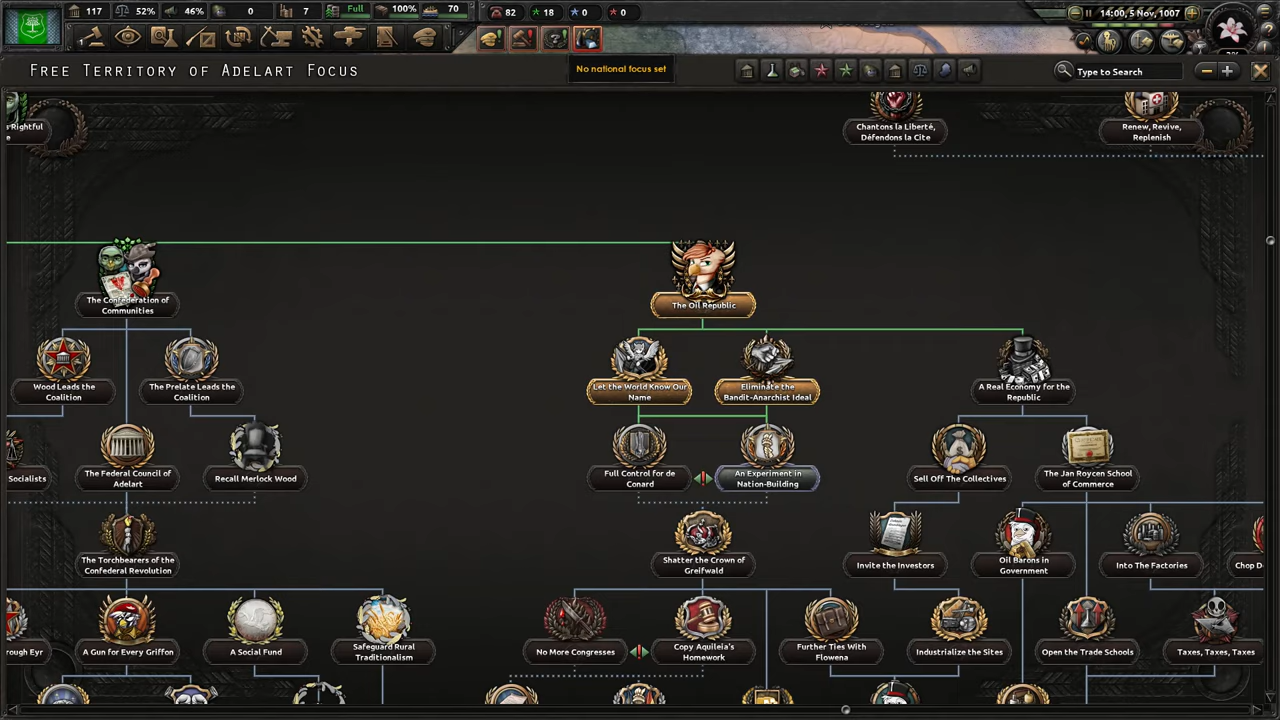 117 52% 46% 0 7 Full 100% 70 82 18 0 0 14:00, 5 Nov, 1007
Free Territory of Adelart Focus
No national focus set
Type to Search
Rightful
Chantons la Liberté,
Défendons la Cite
Renew, Revive,
Replenish
The Confederation of
Communities
The Oil Republic
Wood Leads the
Coalition
The Prelate Leads the
Coalition
Let the World Know Our
Name
Eliminate the
Bandit-Anarchist Ideal
A Real Economy for the
Republic
Socialists
The Federal Council of
Adelart
Recall Merlock Wood
Full Control for de
Conard
An Experiment in
Nation-Building
Sell Off The Collectives
The Jan Roycen School
of Commerce
The Torchbearers of the
Confederal Revolution
Shatter the Crown of
Greifwald
Invite the Investors
Oil Barons in
Government
Into The Factories
Chop D
rough Eyr
A Gun for Every Griffon
A Social Fund
Safeguard Rural
Traditionalism
No More Congresses
Copy Aquileia's
Homework
Further Ties With
Flowena
Industrialize the Sites
Open the Trade Schools
Taxes, Taxes, Taxes